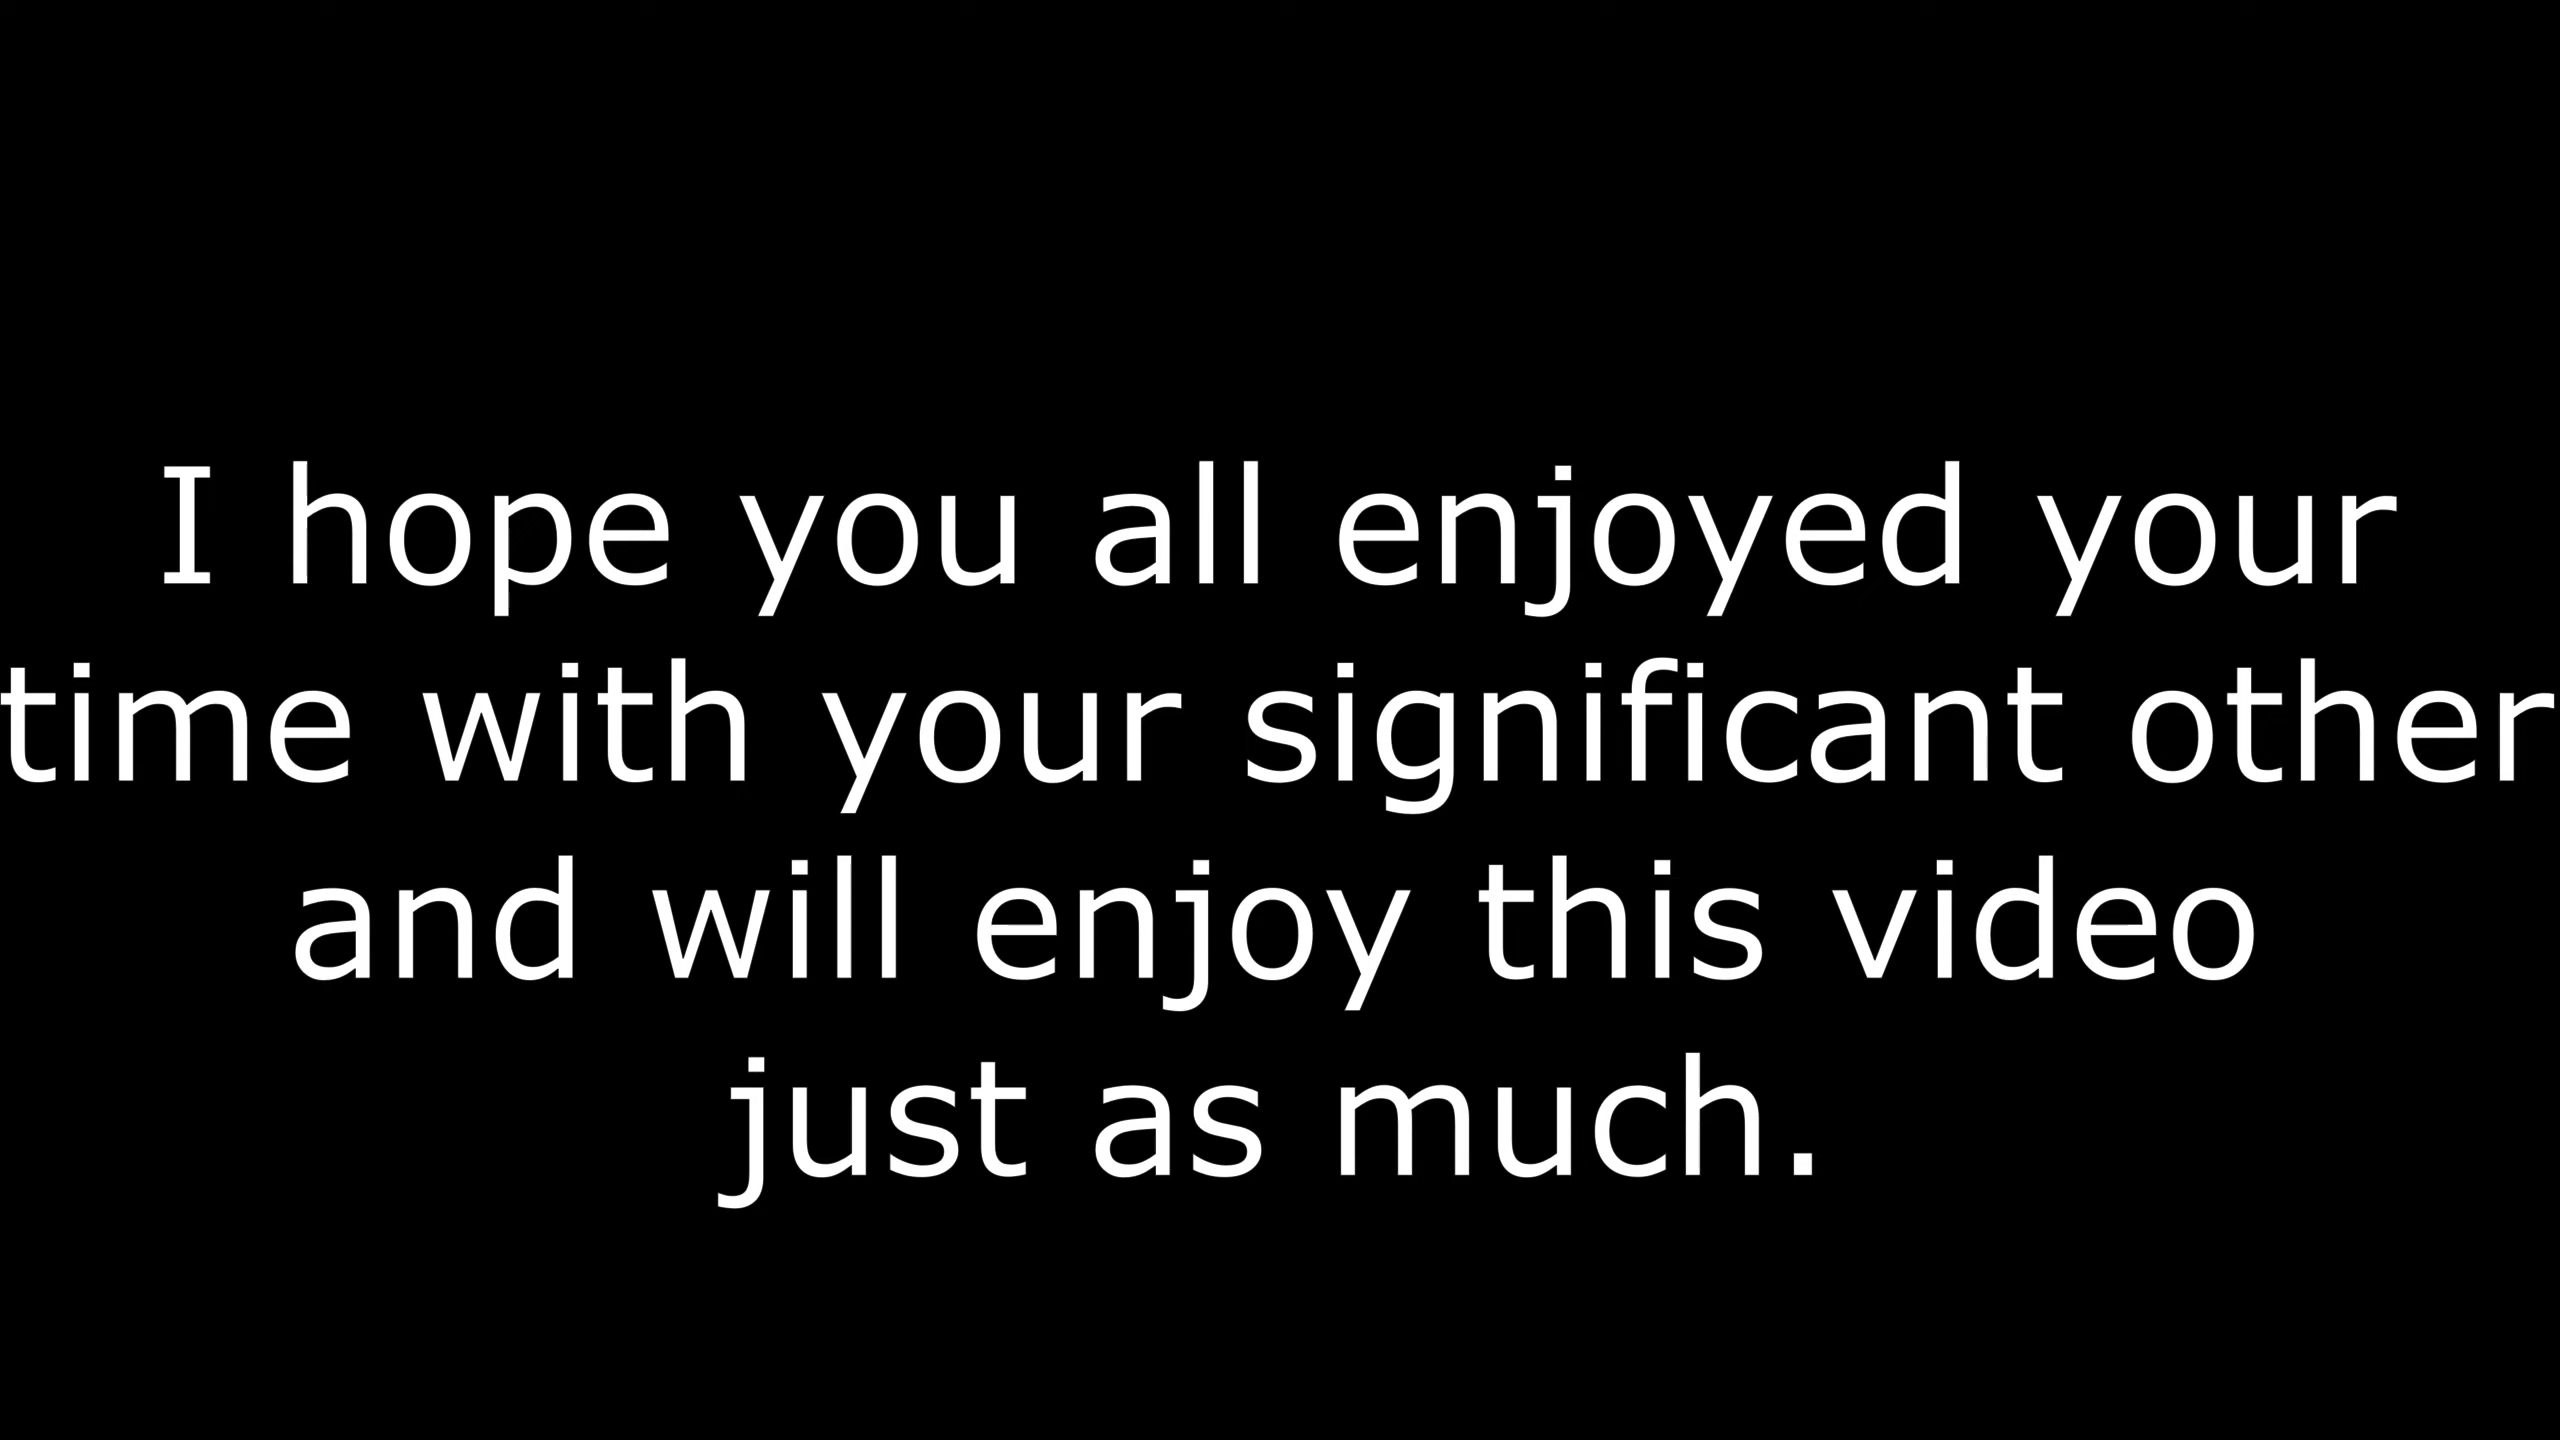 I hope you all enjoyed your
time with your significant other
and will enjoy this video
just as much.